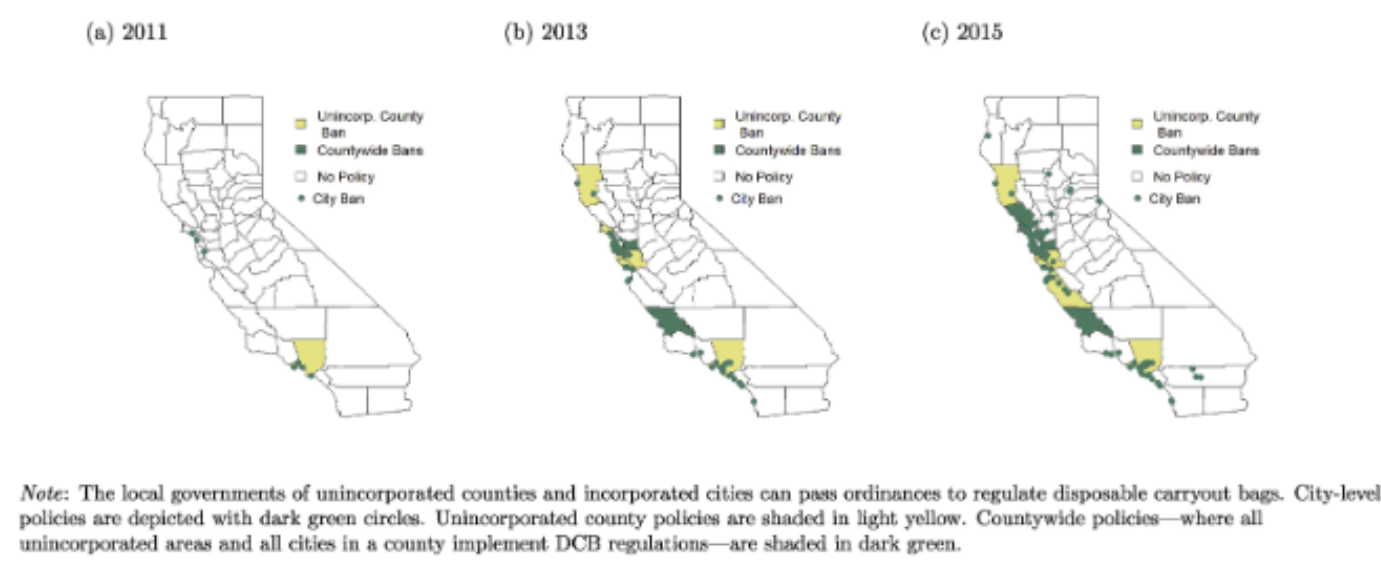 (a) 2011
(b) 2013
(c) 2015
Unincorp. County
Ban
Countywide Bans
No Policy
City Ban
Unincorp. County
Ban
Countywide Bans
No Policy
City Ban
Unincorp. County
Ban
Countywide Bans
No Policy
City Ban
Note: The local governments of unincorporated counties and incorporated cities can pass ordinances to regulate disposable carryout bags. City-level
policies are depicted with dark green circles. Unincorporated county policies are shaded in light yellow. Countywide policies—where all
unincorporated areas and all cities in a county implement DCB regulations—are shaded in dark green.